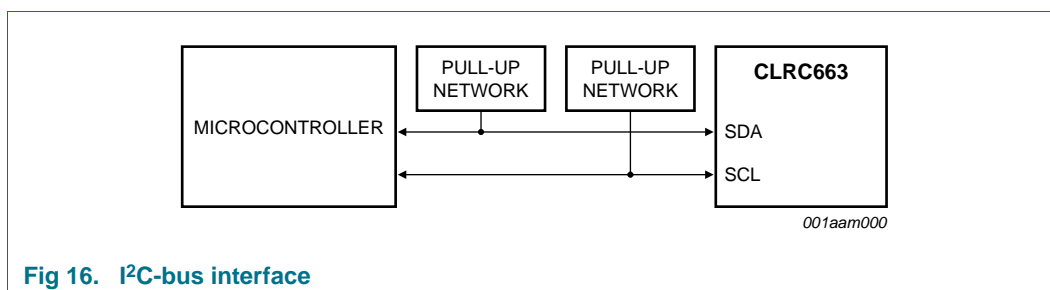 PULL-UP
NETWORK
PULL-UP
NETWORK
CLRC663
MICROCONTROLLER
SDA
SCL
001aam000
Fig 16. I²C-bus interface